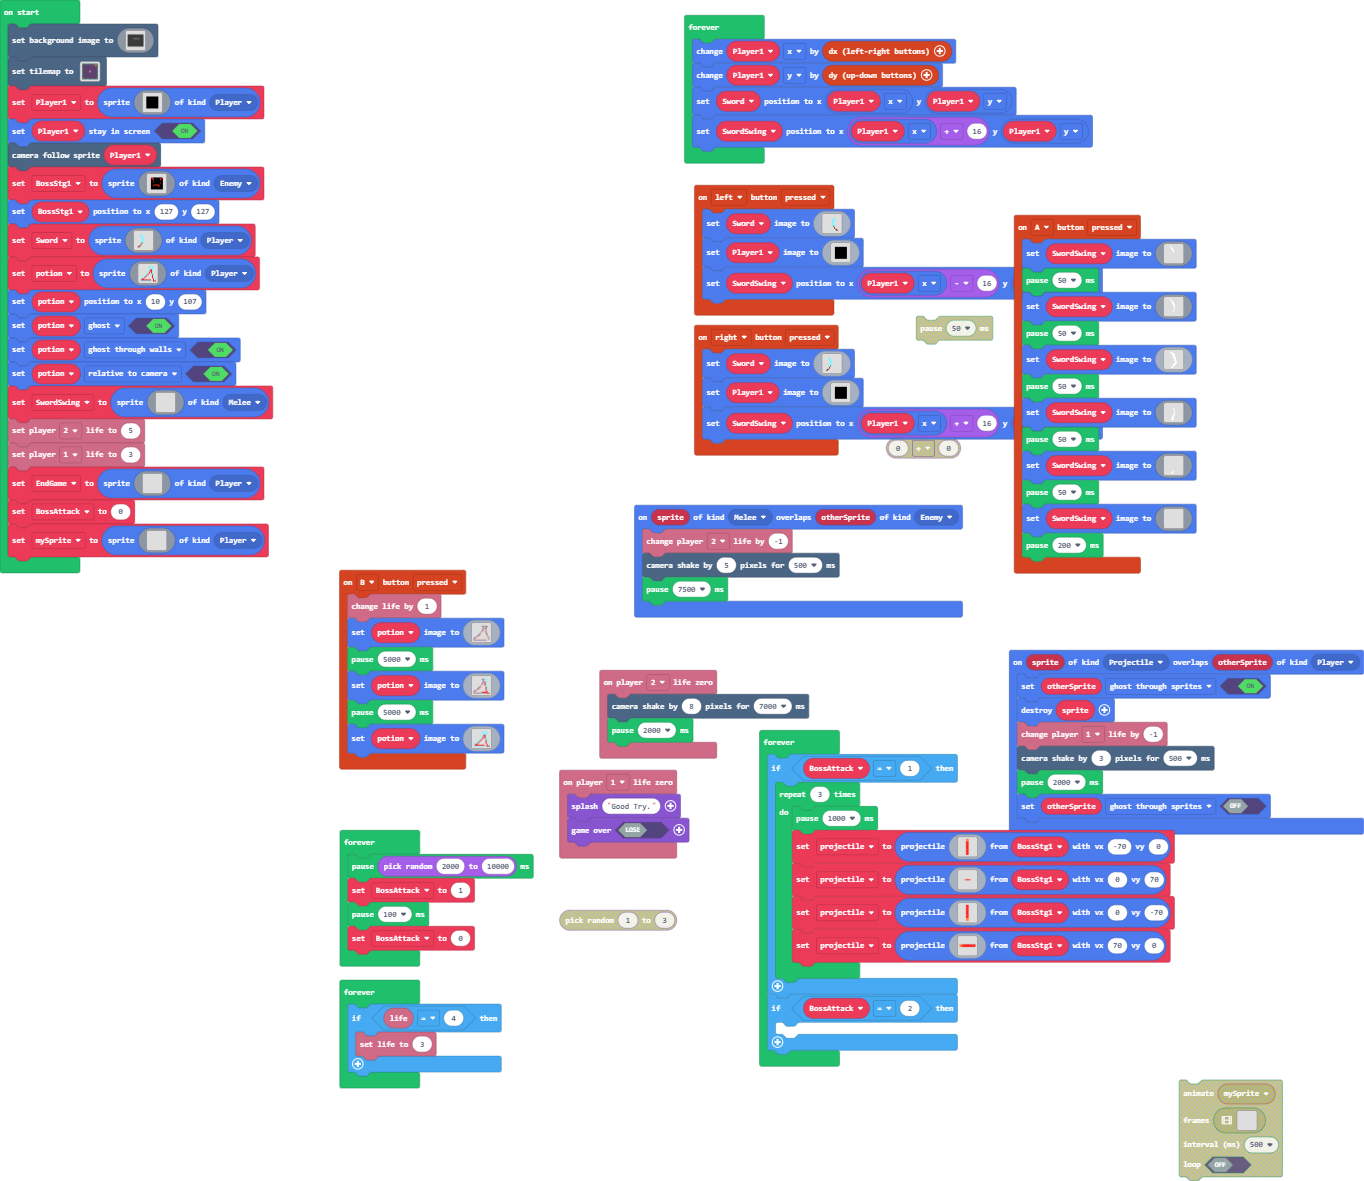 on start
set background image to
set tilemap to
set Player1 to sprite of kind Player
set Player1 stay in screen ON
camera follow sprite Player1
set BossStg1 to sprite of kind Enemy
set BossStg1 position to x 127 y 127
set Sword to sprite of kind Player
set potion to sprite of kind Player
set potion position to x 10 y 107
set potion ghost ON
set potion ghost through walls ON
set potion relative to camera ON
set SwordSwing to sprite of kind Melee
set player 2 life to 5
set player 1 life to 3
set EndGame to sprite of kind Player
set BossAttack to 0
set mySprite to sprite of kind Player
forever
change Player1 x by dx (left-right buttons)
change Player1 y by dy (up-down buttons)
set Sword position to x Player1 x y Player1 y
set SwordSwing position to x Player1 x + 16 y Player1 y
on left button pressed
set Sword image to
set Player1 image to
set SwordSwing position to x Player1 x - 16 y
pause 50 ms
on right button pressed
set Sword image to
set Player1 image to
set SwordSwing position to x Player1 x + 16 y
0 + 0
on A button pressed
set SwordSwing image to
pause 50 ms
set SwordSwing image to
pause 50 ms
set SwordSwing image to
pause 50 ms
set SwordSwing image to
pause 50 ms
set SwordSwing image to
pause 50 ms
set SwordSwing image to
pause 200 ms
on sprite of kind Melee overlaps otherSprite of kind Enemy
change player 2 life by -1
camera shake by 5 pixels for 500 ms
pause 7500 ms
on B button pressed
change life by 1
set potion image to
pause 5000 ms
set potion image to
pause 5000 ms
set potion image to
on player 2 life zero
camera shake by 8 pixels for 7000 ms
pause 2000 ms
on player 1 life zero
splash "Good Try."
game over LOSE
on sprite of kind Projectile overlaps otherSprite of kind Player
set otherSprite ghost through sprites ON
destroy sprite
change player 1 life by -1
camera shake by 3 pixels for 500 ms
pause 2000 ms
set otherSprite ghost through sprites OFF
forever
pause pick random 2000 to 10000 ms
set BossAttack to 1
pause 100 ms
set BossAttack to 0
pick random 1 to 3
forever
if BossAttack = 1 then
repeat 3 times
do pause 1000 ms
set projectile to projectile from BossStg1 with vx -70 vy 0
set projectile to projectile from BossStg1 with vx 0 vy 70
set projectile to projectile from BossStg1 with vx 0 vy -70
set projectile to projectile from BossStg1 with vx 70 vy 0
if BossAttack = 2 then
forever
if life = 4 then
set life to 3
animate mySprite
frames
interval (ms) 500
loop OFF